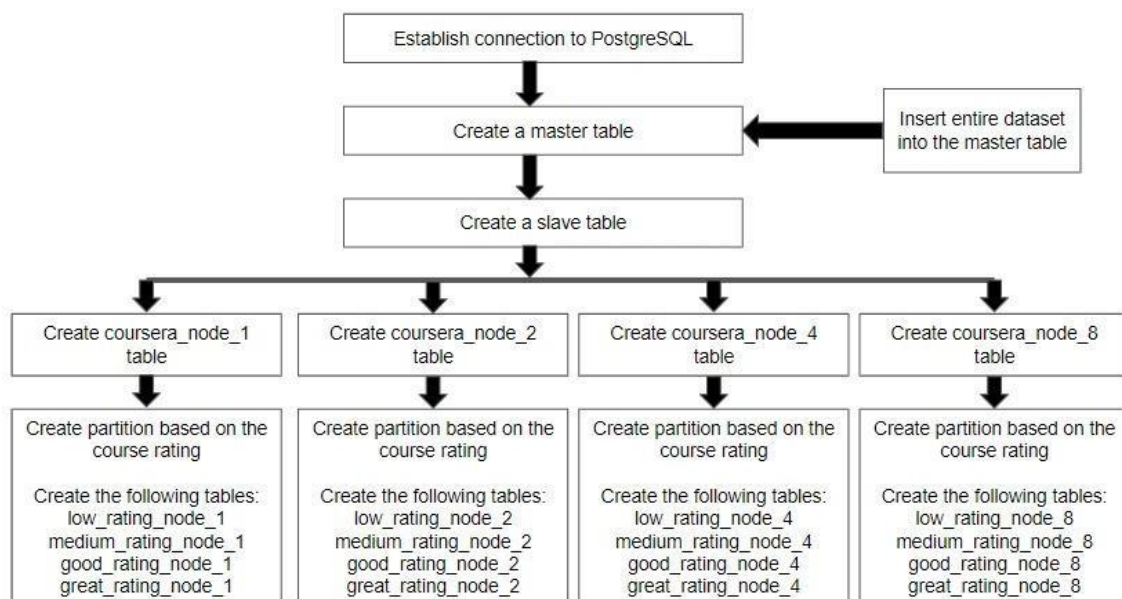 Establish connection to PostgreSQL
Create a master table
Insert entire dataset
into the master table
Create a slave table
Create coursera_node_1
table
Create coursera_node_2
table
Create coursera_node_4
table
Create coursera_node_8
table
Create partition based on the
course rating
Create the following tables:
low_rating_node_1
medium_rating_node_1
good_rating_node_1
great_rating_node_1
Create partition based on the
course rating
Create the following tables:
low_rating_node_2
medium_rating_node_2
good_rating_node_2
great_rating_node_2
Create partition based on the
course rating
Create the following tables:
low_rating_node_4
medium_rating_node_4
good_rating_node_4
great_rating_node_4
Create partition based on the
course rating
Create the following tables:
low_rating_node_8
medium_rating_node_8
good_rating_node_8
great_rating_node_8